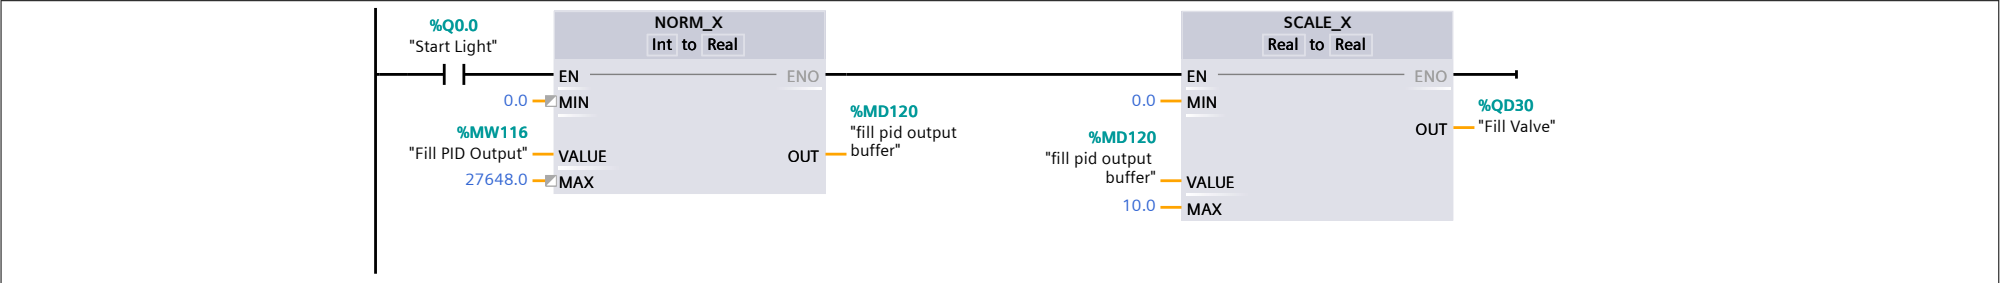 %Q0.0
"Start Light"
NORM_X
Int to Real
EN
ENO
0.0
MIN
%MW116
"Fill PID Output"
VALUE
27648.0
MAX
OUT
%MD120
"fill pid output
buffer"
SCALE_X
Real to Real
EN
ENO
0.0
MIN
%MD120
"fill pid output
buffer"
VALUE
10.0
MAX
OUT
%QD30
"Fill Valve"